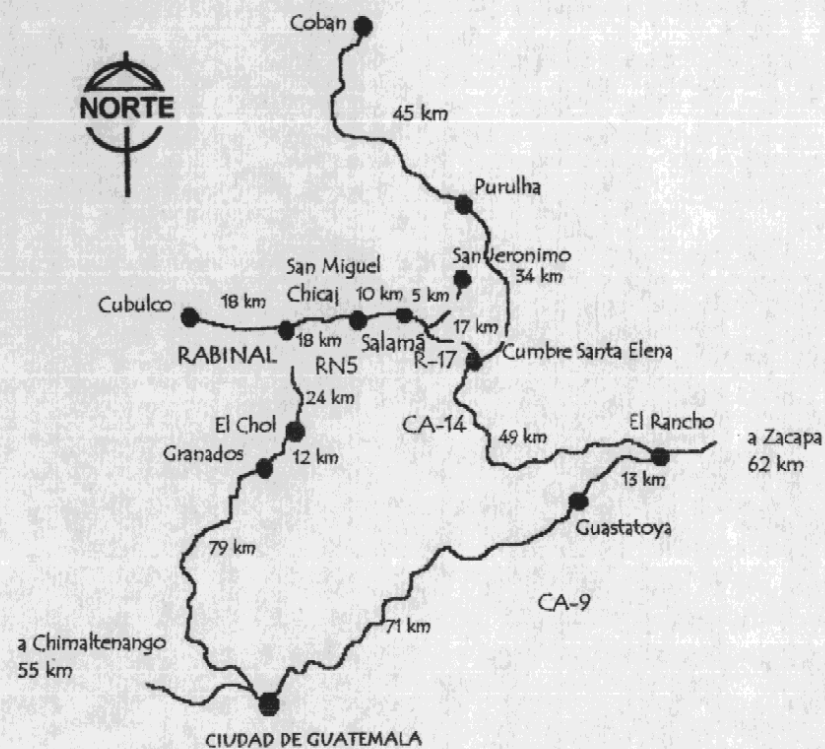 Coban
NORTE
45 km
Purulha
San Jeronimo
34 km
San Miguel
Chicaj
10 km
5 km
Cubulco
18 km
17 km
18 km
Salamá
RABINAL
RN5
R-17
Cumbre Santa Elena
24 km
El Chol
CA-14
El Rancho
Granados
12 km
49 km
a Zacapa
62 km
13 km
Guastatoya
79 km
CA-9
71 km
a Chimaltenango
55 km
CIUDAD DE GUATEMALA